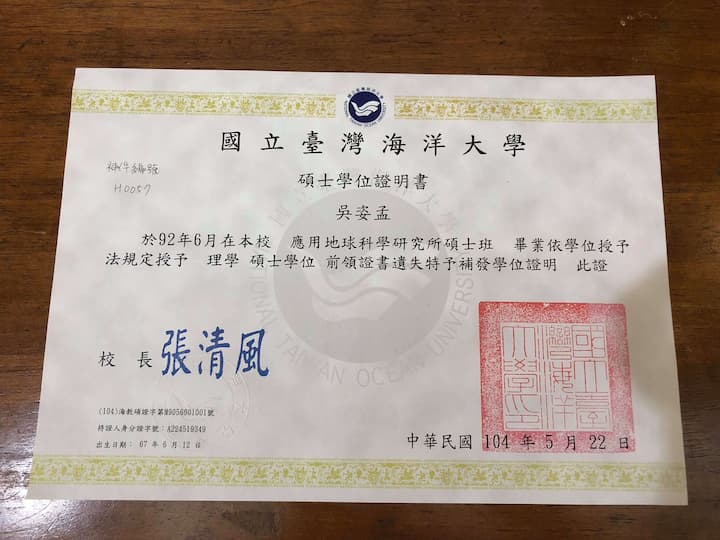 國立臺灣海洋大學
H0057
碩士學位證明書
吳姿孟
於92年6月在本校 應用地球科學研究所碩士班 畢業依學位授予
法規定授予 理學 碩士學位 前領證書遺失特予補發學位證明 此證
校長 張清風
國立臺灣海洋大學印
(104)海教碩證字第M9056901001號
持證人身分證字號：A224519349
出生日期： 67 年 6 月 12 日
中華民國 104 年 5 月 22 日
NATIONAL TAIWAN OCEAN UNIVERSITY